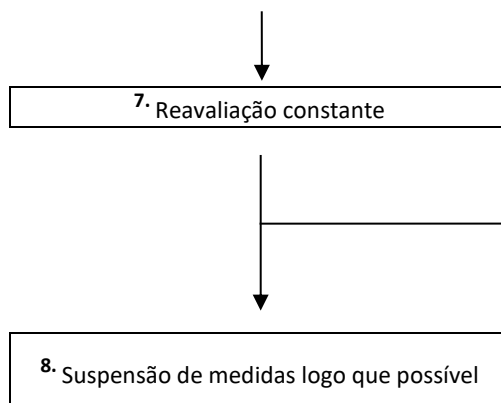 7. Reavaliação constante
8. Suspensão de medidas logo que possível